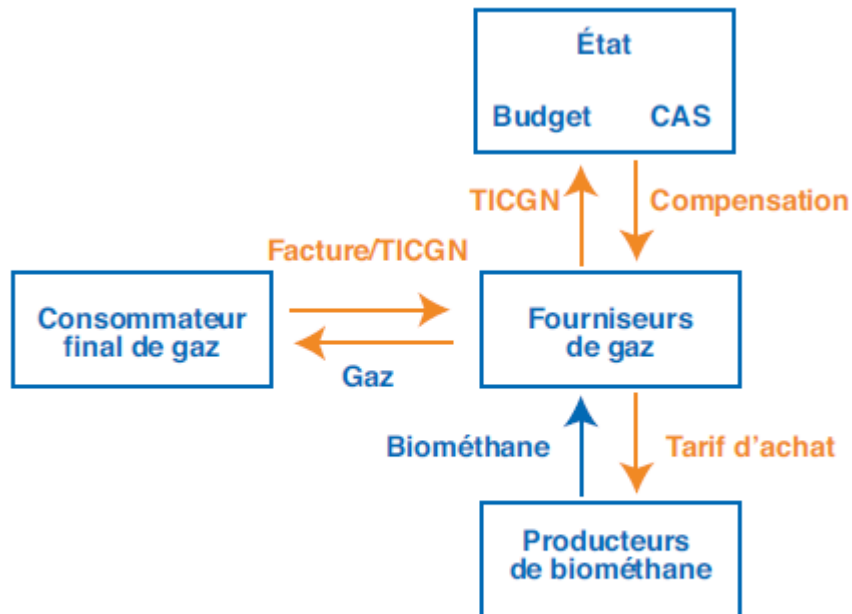 État
Budget CAS
TICGN Compensation
Facture/TICGN
Consommateur
final de gaz
Fourniseurs
de gaz
Gaz
Biométhane Tarif d'achat
Producteurs
de biométhane